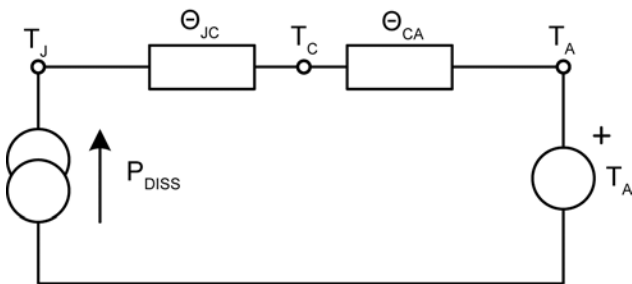 Θ_JC
Θ_CA
T_J
T_C
T_A
+
P_DISS
T_A